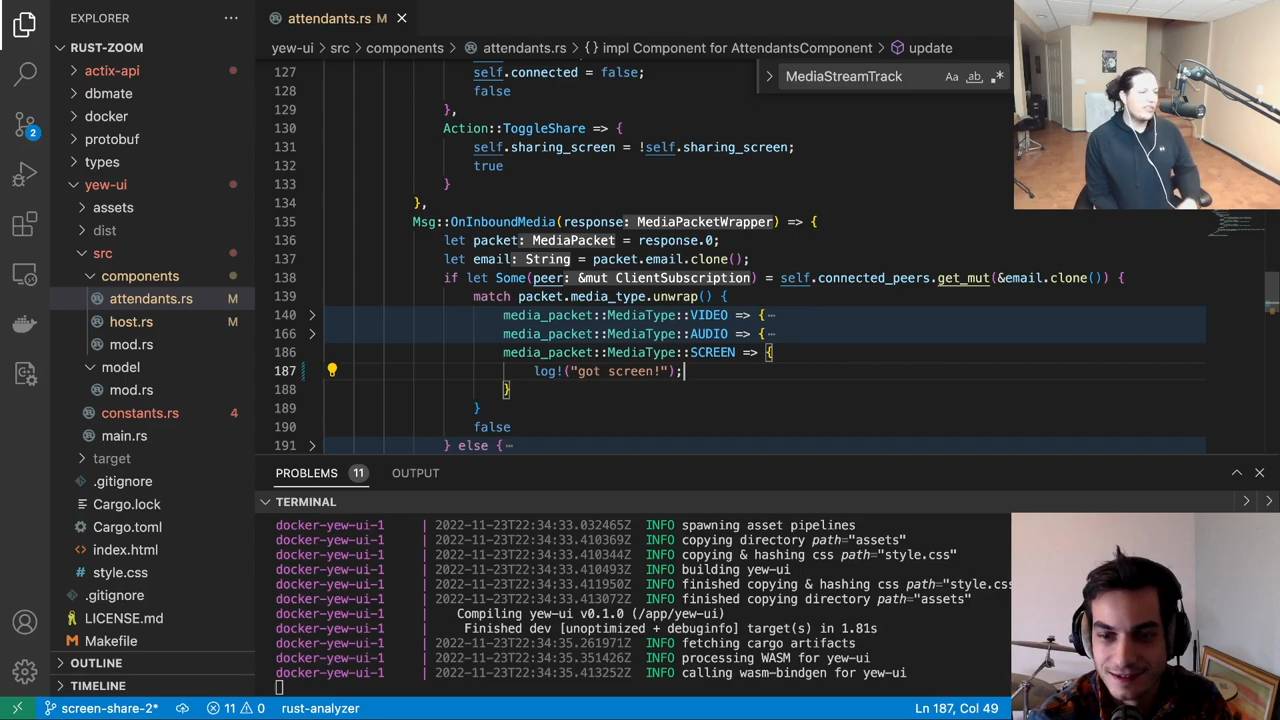 EXPLORER
RUST-ZOOM
actix-api
dbmate
docker
protobuf
types
yew-ui
assets
dist
src
components
attendants.rs M
host.rs M
mod.rs
model
mod.rs
constants.rs 4
main.rs
target
.gitignore
Cargo.lock
Cargo.toml
index.html
style.css
.gitignore
LICENSE.md
Makefile
OUTLINE
TIMELINE
2
attendants.rs M
yew-ui > src > components > attendants.rs > {} impl Component for AttendantsComponent > update
MediaStreamTrack Aa ab
127 self.connected = false;
128 false
129 },
130 Action::ToggleShare => {
131 self.sharing_screen = !self.sharing_screen;
132 true
133 }
134 },
135 Msg::OnInboundMedia(response: MediaPacketWrapper) => {
136 let packet: MediaPacket = response.0;
137 let email: String = packet.email.clone();
138 if let Some(peer: &mut ClientSubscription) = self.connected_peers.get_mut(&email.clone()) {
139 match packet.media_type.unwrap() {
140 media_packet::MediaType::VIDEO => {⋯
166 media_packet::MediaType::AUDIO => {⋯
186 media_packet::MediaType::SCREEN => {
187 log!("got screen!");
188 }
189 }
190 false
191 } else {⋯
PROBLEMS 11 OUTPUT
TERMINAL
docker-yew-ui-1 | 2022-11-23T22:34:33.032465Z INFO spawning asset pipelines
docker-yew-ui-1 | 2022-11-23T22:34:33.410369Z INFO copying directory path="assets"
docker-yew-ui-1 | 2022-11-23T22:34:33.410344Z INFO copying & hashing css path="style.css"
docker-yew-ui-1 | 2022-11-23T22:34:33.410493Z INFO building yew-ui
docker-yew-ui-1 | 2022-11-23T22:34:33.411950Z INFO finished copying & hashing css path="style.css
docker-yew-ui-1 | 2022-11-23T22:34:33.413072Z INFO finished copying directory path="assets"
docker-yew-ui-1 | Compiling yew-ui v0.1.0 (/app/yew-ui)
docker-yew-ui-1 | Finished dev [unoptimized + debuginfo] target(s) in 1.81s
docker-yew-ui-1 | 2022-11-23T22:34:35.261971Z INFO fetching cargo artifacts
docker-yew-ui-1 | 2022-11-23T22:34:35.351426Z INFO processing WASM for yew-ui
docker-yew-ui-1 | 2022-11-23T22:34:35.413252Z INFO calling wasm-bindgen for yew-ui
screen-share-2* 11 0 rust-analyzer Ln 187, Col 49